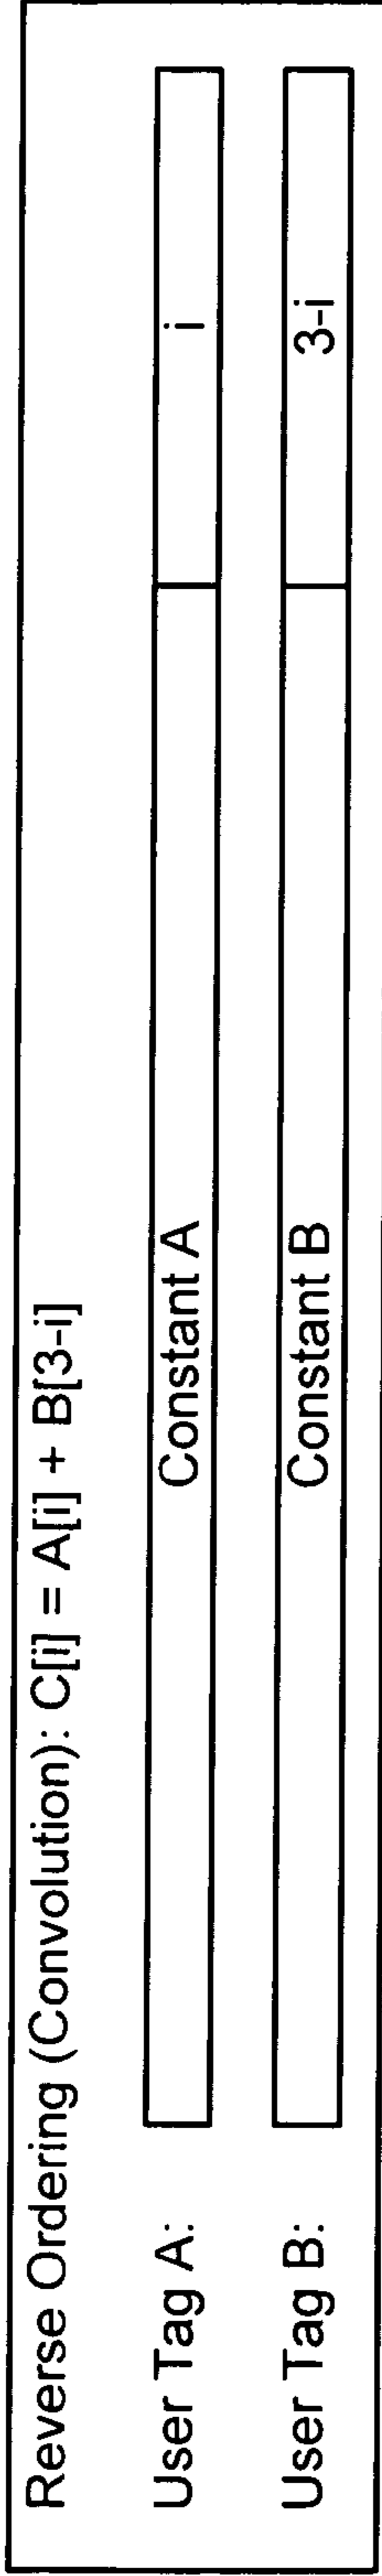 Reverse Ordering (Convolution): C[i] = A[i] + B[3-i]
User Tag A: Constant A i
User Tag B: Constant B 3-i